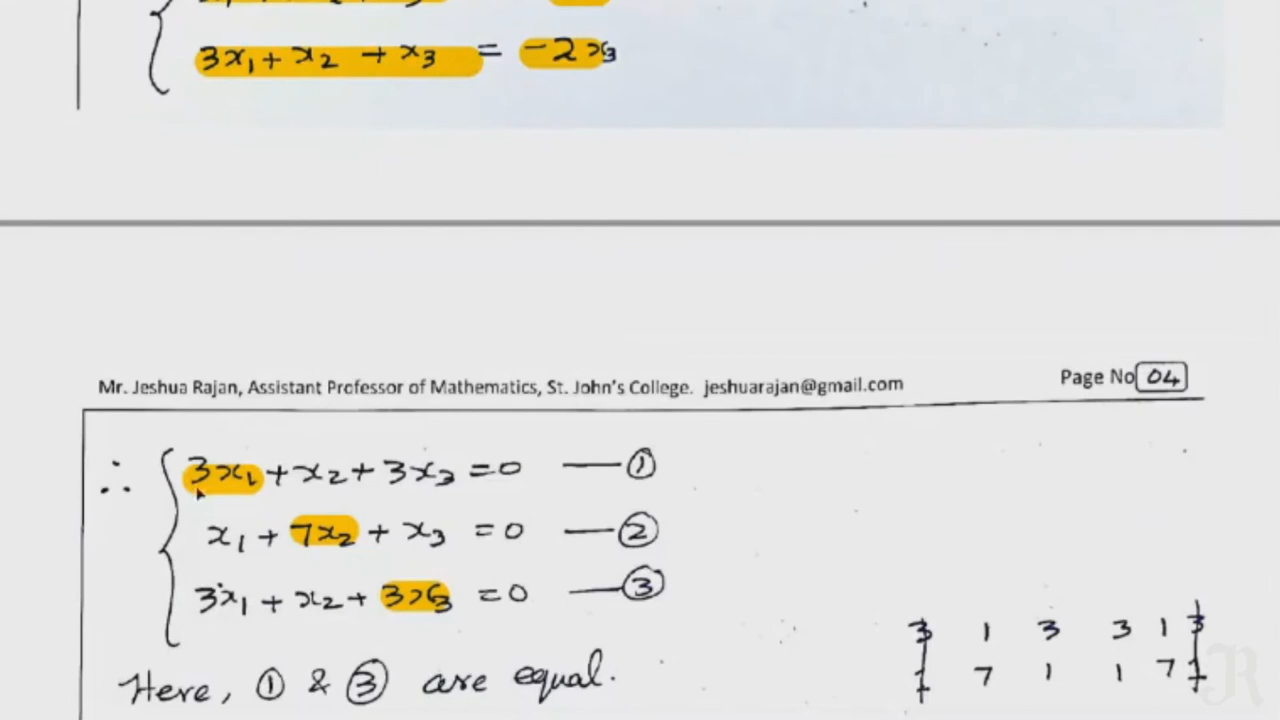 3x₁ + x₂ + x₃ = -2x₃
Mr. Jeshua Rajan, Assistant Professor of Mathematics, St. John's College. jeshuarajan@gmail.com Page No 04
∴ 3x₁ + x₂ + 3x₃ = 0 — ①
x₁ + 7x₂ + x₃ = 0 — ②
3x₁ + x₂ + 3x₃ = 0 — ③
3 1 3 3 1 3
1 7 1 1 7 1
Here, ① & ③ are equal.
R